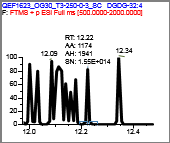 QEF1623_OG30_T3-250-0-3_SC DGDG-32:4
F: FTMS + p ESI Full ms [500.0000-2000.0000]
RT: 12.22
AA: 1174
AH: 1941
SN: 1.55E+014
12.09
12.34
100
80
60
40
20
0
12.0 12.2 12.4